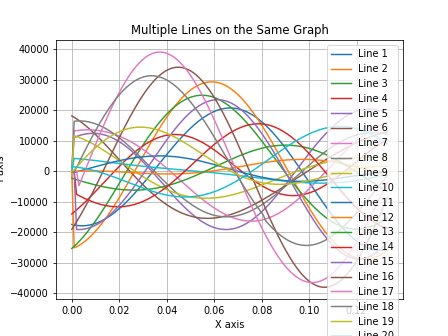 Multiple Lines on the Same Graph
40000
30000
20000
10000
0
−10000
−20000
−30000
−40000
axis
0.00
0.02
0.04
0.06
0.08
0.10
X axis
Line 1
Line 2
Line 3
Line 4
Line 5
Line 6
Line 7
Line 8
Line 9
Line 10
Line 11
Line 12
Line 13
Line 14
Line 15
Line 16
Line 17
Line 18
Line 19
Line 20